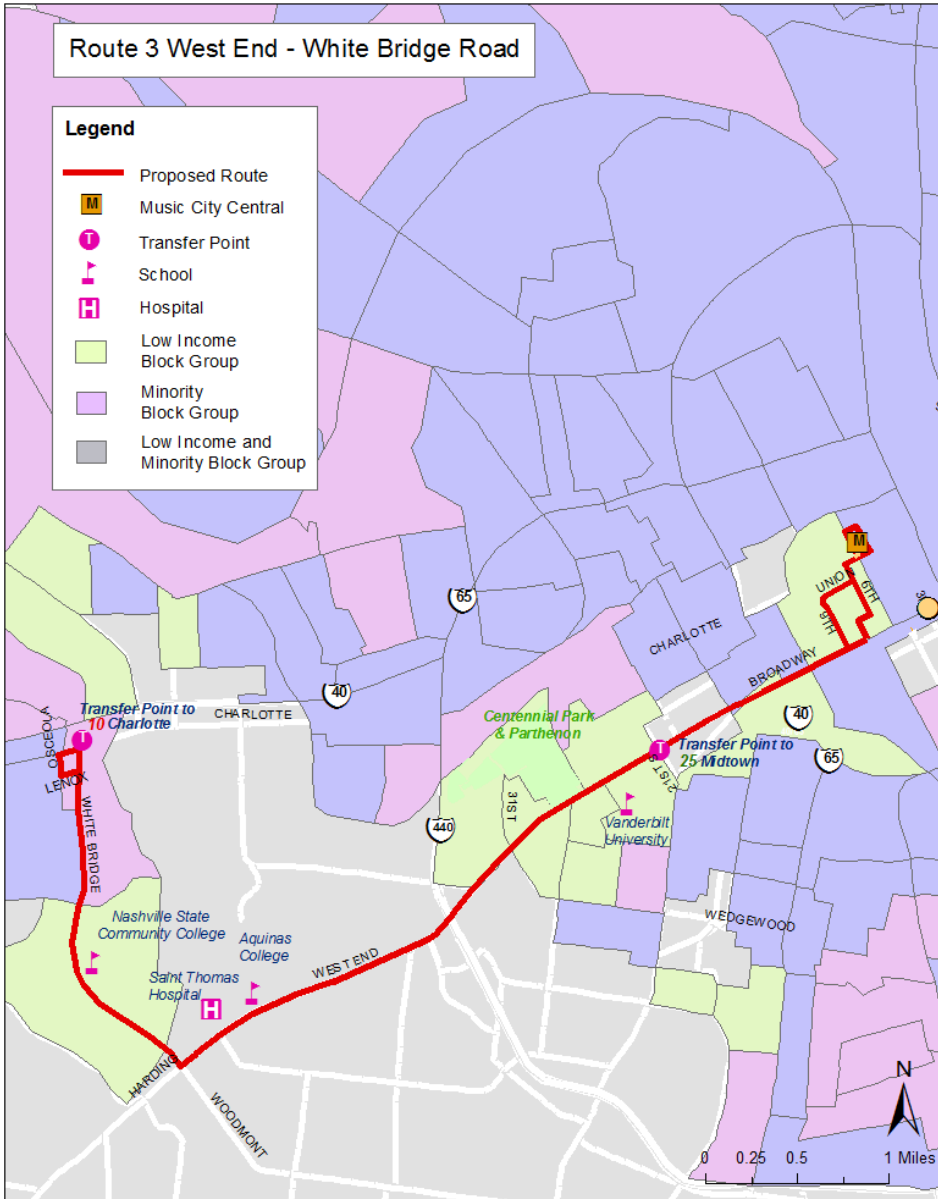 Route 3 West End - White Bridge Road
Legend
Proposed Route
M
Music City Central
T
Transfer Point
School
H
Hospital
Low Income
Block Group
Minority
Block Group
Low Income and
Minority Block Group
M
UNION
6TH
8TH
65
CHARLOTTE
BROADWAY
40
OSCEOLA
Transfer Point to
10 Charlotte
T
CHARLOTTE
Centennial Park
& Parthenon
40
T
Transfer Point to
25 Midtown
65
LENOX
21ST
31ST
WHITE BRIDGE
440
Vanderbilt
University
Nashville State
Community College
WEDGEWOOD
Aquinas
College
WEST END
Saint Thomas
Hospital
H
HARDING
WOODMONT
N
0 0.25 0.5 1 Miles